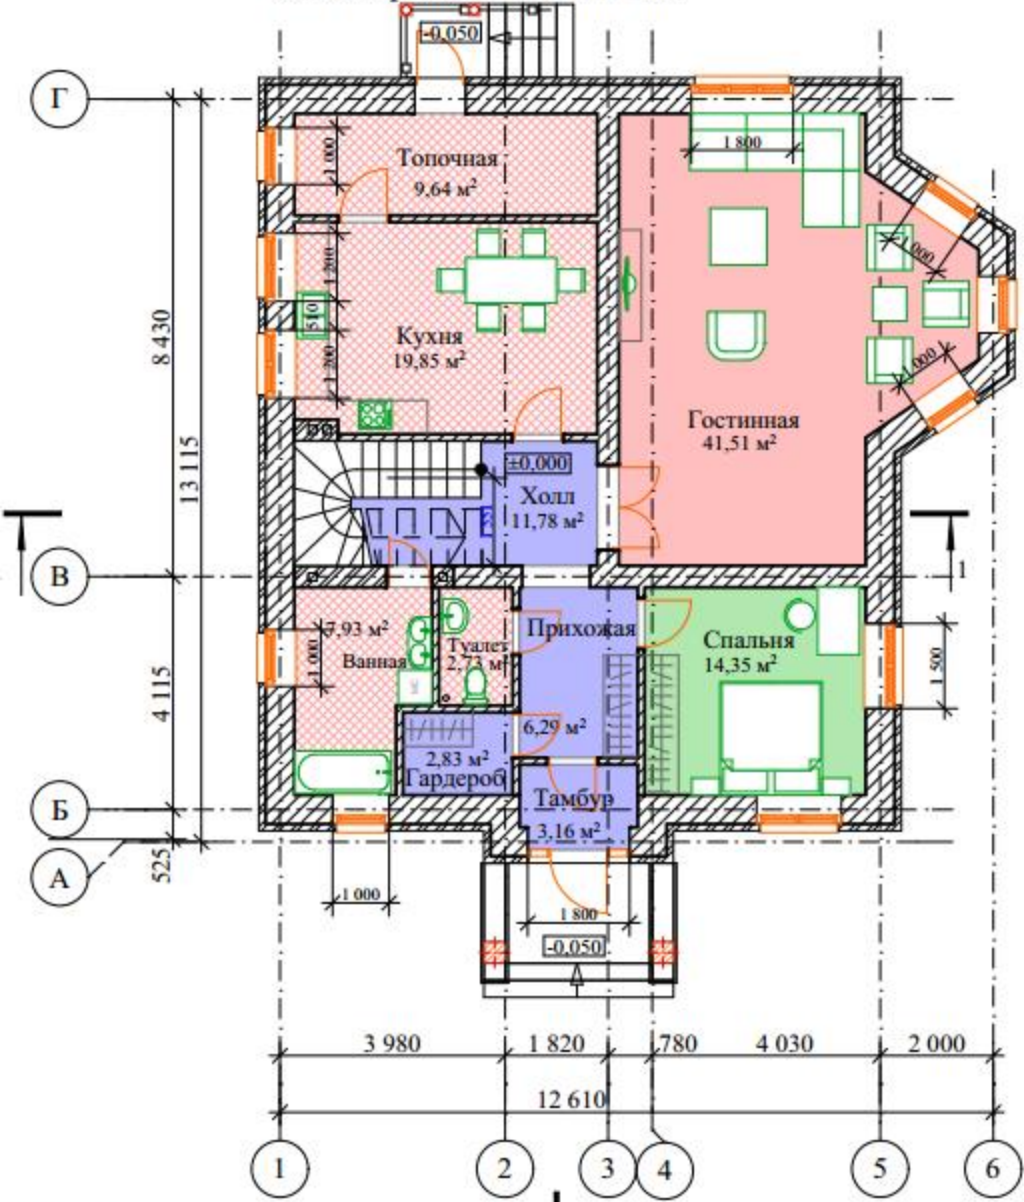 -0,050
Г
1 800
1 000
Топочная
9,64 м²
1 000
1 200
510
Кухня
19,85 м²
1 200
1 000
8 430
13 115
Гостинная
41,51 м²
±0,000
Холл
11,78 м²
1
В
7,93 м²
Ванная
1 000
Туалет
2,73 м²
Прихожая
Спальня
14,35 м²
1 500
4 115
6,29 м²
2,83 м²
Гардероб
Тамбур
3,16 м²
Б
А
525
1 000
1 800
-0,050
3 980
1 820
780
4 030
2 000
12 610
1
2
3
4
5
6